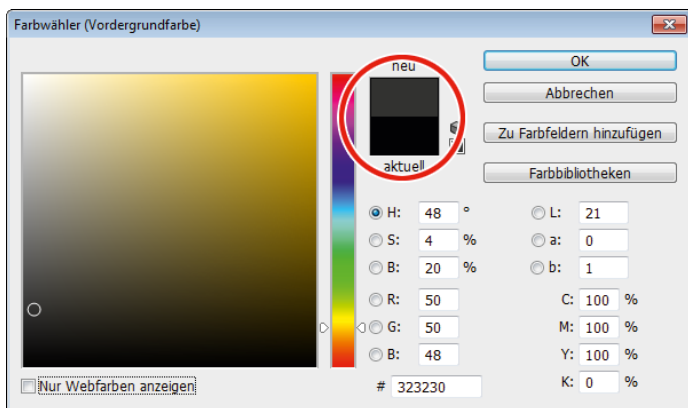 Farbwähler (Vordergrundfarbe)
neu
aktuell
OK
Abbrechen
Zu Farbfeldern hinzufügen
Farbbibliotheken
H: 48 °
S: 4 %
B: 20 %
R: 50
G: 50
B: 48
# 323230
L: 21
a: 0
b: 1
C: 100 %
M: 100 %
Y: 100 %
K: 0 %
Nur Webfarben anzeigen